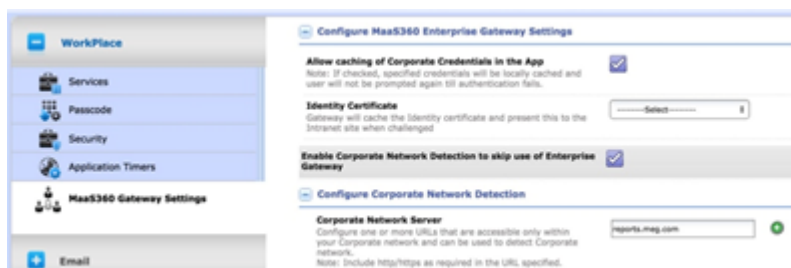 WorkPlace
Services
Passcode
Security
Application Timers
MaaS360 Gateway Settings
Email
Configure MaaS360 Enterprise Gateway Settings
Allow caching of Corporate Credentials in the App
Note: If checked, specified credentials will be locally cached and
user will not be prompted again till authentication fails.
Identity Certificate
Gateway will cache the Identity certificate and present this to the
Intranet site when challenged
--------Select--------
Enable Corporate Network Detection to skip use of Enterprise
Gateway
Configure Corporate Network Detection
Corporate Network Server
Configure one or more URLs that are accessible only within
your Corporate network and can be used to detect Corporate
network.
Note: Include http/https as required in the URL specified.
reports.meg.com